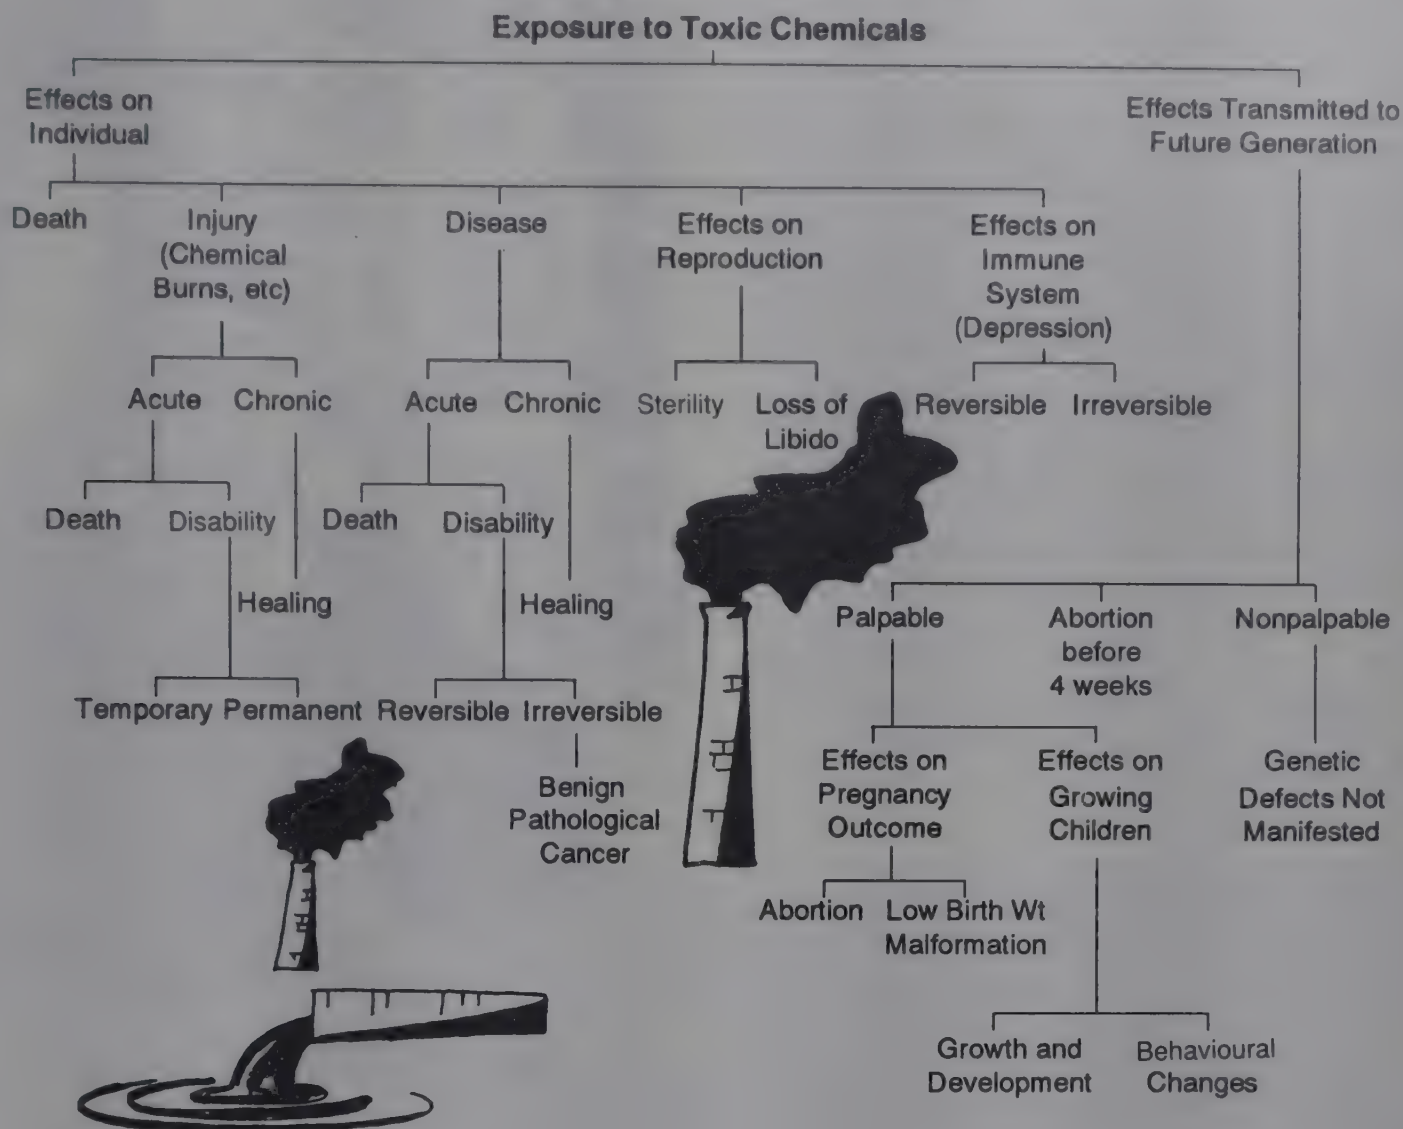 Exposure to Toxic Chemicals
Effects on
Individual
Effects Transmitted to
Future Generation
Death
Injury
(Chemical
Burns, etc)
Disease
Effects on
Reproduction
Effects on
Immune
System
(Depression)
Acute
Chronic
Acute
Chronic
Sterility
Loss of
Libido
Reversible
Irreversible
Death
Disability
Death
Disability
Healing
Healing
Temporary
Permanent
Reversible
Irreversible
Benign
Pathological
Cancer
Palpable
Abortion
before
4 weeks
Nonpalpable
Effects on
Pregnancy
Outcome
Effects on
Growing
Children
Genetic
Defects Not
Manifested
Abortion
Low Birth Wt
Malformation
Growth and
Development
Behavioural
Changes